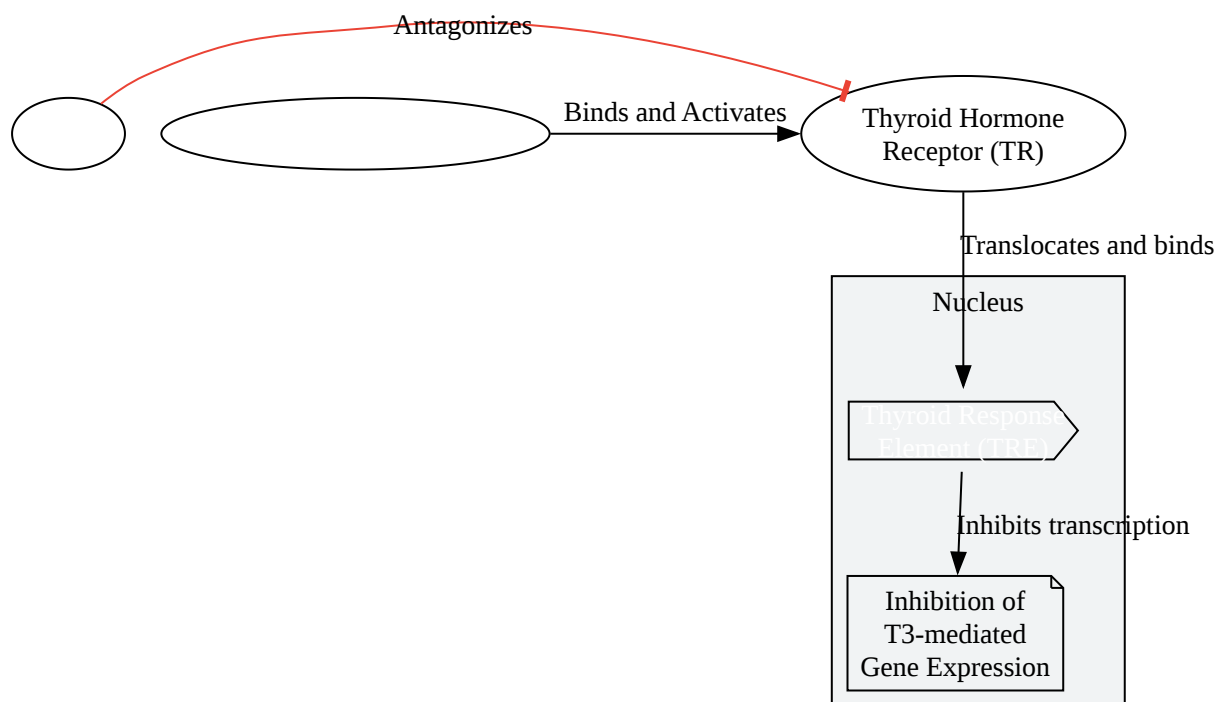 Antagonizes
Binds and Activates
Thyroid Hormone
Receptor (TR)
Translocates and binds
Nucleus
Thyroid Response
Element (TRE)
Inhibits transcription
Inhibition of
T3-mediated
Gene Expression